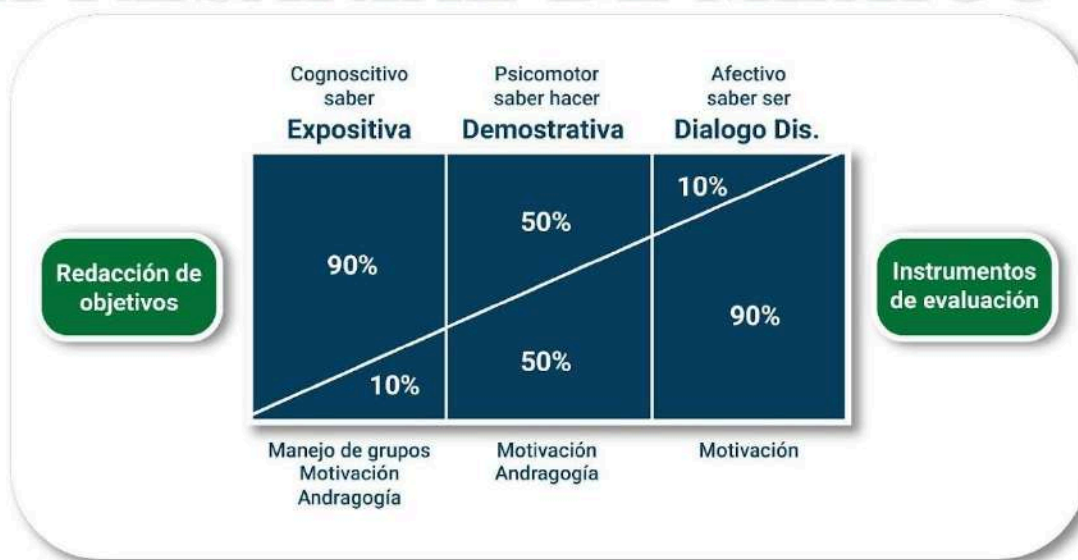 Cognoscitivo
saber
Expositiva
Psicomotor
saber hacer
Demostrativa
Afectivo
saber ser
Dialogo Dis.
Redacción de
objetivos
90%
10%
50%
50%
10%
90%
Instrumentos
de evaluación
Manejo de grupos
Motivación
Andragogía
Motivación
Andragogía
Motivación